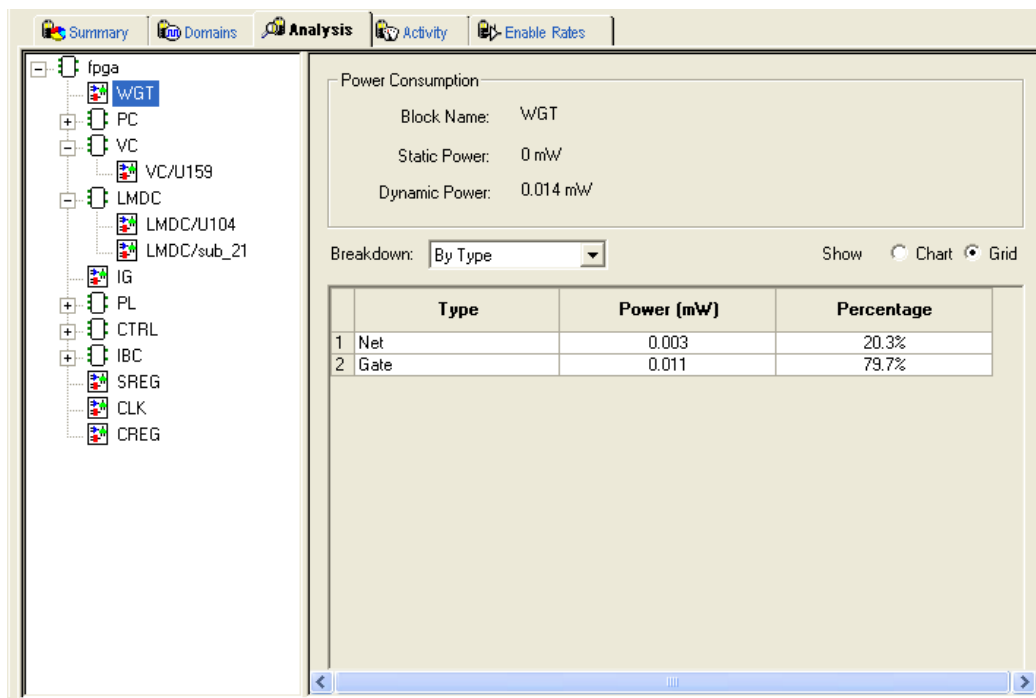 Summary Domains Analysis Activity Enable Rates
fpga
WGT
PC
VC
VC/U159
LMDC
LMDC/U104
LMDC/sub_21
IG
PL
CTRL
IBC
SREG
CLK
CREG
Power Consumption
Block Name: WGT
Static Power: 0 mW
Dynamic Power: 0.014 mW
Breakdown: By Type Show Chart Grid
Type Power (mW) Percentage
1 Net 0.003 20.3%
2 Gate 0.011 79.7%